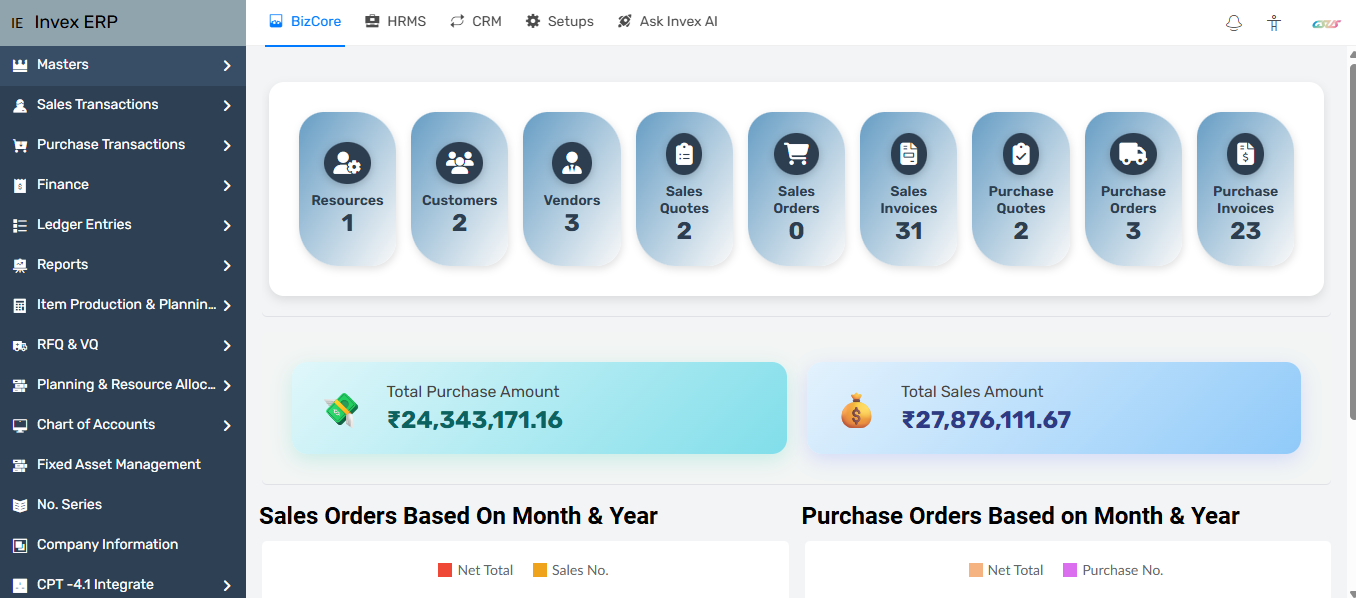 IE Invex ERP
BizCore HRMS CRM Setups Ask Invex AI
GSUS
Masters
Sales Transactions
Purchase Transactions
Finance
Ledger Entries
Reports
Item Production & Plannin...
RFQ & VQ
Planning & Resource Alloc...
Chart of Accounts
Fixed Asset Management
No. Series
Company Information
CPT -4.1 Integrate
Resources
1
Customers
2
Vendors
3
Sales
Quotes
2
Sales
Orders
0
Sales
Invoices
31
Purchase
Quotes
2
Purchase
Orders
3
Purchase
Invoices
23
Total Purchase Amount
₹24,343,171.16
Total Sales Amount
₹27,876,111.67
Sales Orders Based On Month & Year
Net Total Sales No.
Purchase Orders Based on Month & Year
Net Total Purchase No.